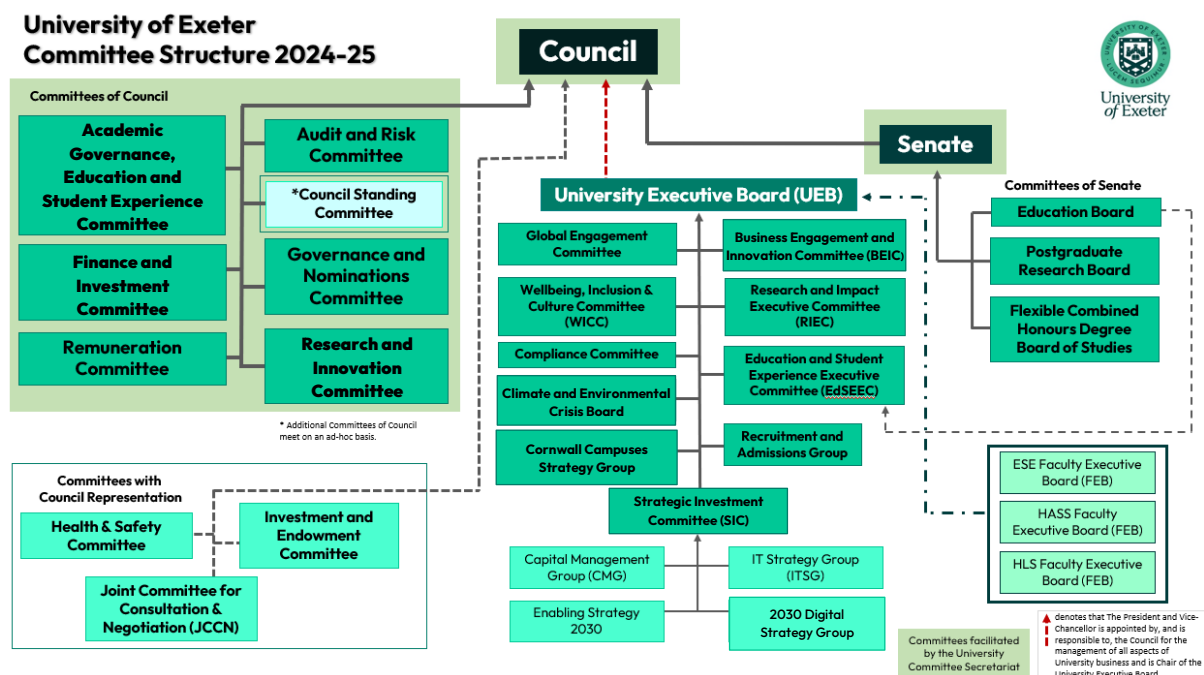 University of Exeter
Committee Structure 2024-25
Council
UNIVERSITY OF EXETER
LUCEM SEQUIMUR
University
of Exeter
Committees of Council
Academic
Governance,
Education and
Student Experience
Committee
Audit and Risk
Committee
*Council Standing
Committee
Finance and
Investment
Committee
Governance and
Nominations
Committee
Remuneration
Committee
Research and
Innovation
Committee
* Additional Committees of Council
meet on an ad-hoc basis.
Senate
Committees of Senate
Education Board
Postgraduate
Research Board
Flexible Combined
Honours Degree
Board of Studies
University Executive Board (UEB)
Global Engagement
Committee
Business Engagement and
Innovation Committee (BEIC)
Wellbeing, Inclusion &
Culture Committee
(WICC)
Research and Impact
Executive Committee
(RIEC)
Compliance Committee
Education and Student
Experience Executive
Committee (EdSEEC)
Climate and Environmental
Crisis Board
Cornwall Campuses
Strategy Group
Recruitment and
Admissions Group
Strategic Investment
Committee (SIC)
Capital Management
Group (CMG)
IT Strategy Group
(ITSG)
Enabling Strategy
2030
2030 Digital
Strategy Group
Committees with
Council Representation
Health & Safety
Committee
Investment and
Endowment
Committee
Joint Committee for
Consultation &
Negotiation (JCCN)
ESE Faculty Executive
Board (FEB)
HASS Faculty
Executive Board (FEB)
HLS Faculty Executive
Board (FEB)
Committees facilitated
by the University
Committee Secretariat
denotes that The President and Vice-
Chancellor is appointed by, and is
responsible to, the Council for the
management of all aspects of
University business and is Chair of the
University Executive Board